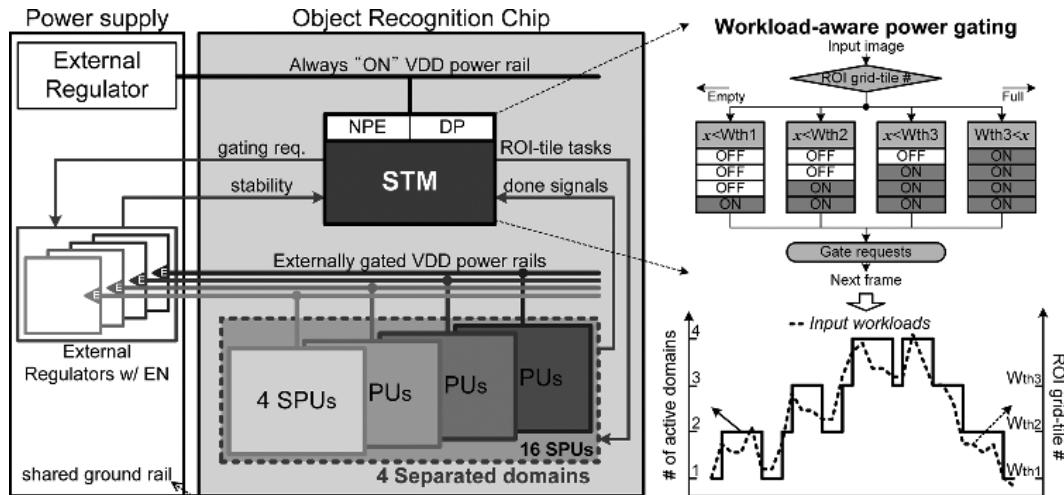 Power supply
Object Recognition Chip
External
Regulator
Always "ON" VDD power rail
NPE
DP
STM
gating req.
stability
ROI-tile tasks
done signals
Externally gated VDD power rails
E
E
E
E
External
Regulators w/ EN
4 SPUs
PUs
PUs
PUs
16 SPUs
4 Separated domains
shared ground rail
Workload-aware power gating
Input image
ROI grid-tile #
Empty
Full
x<Wth1
x<Wth2
x<Wth3
Wth3<x
OFF
OFF
OFF
ON
OFF
OFF
ON
ON
OFF
ON
ON
ON
ON
ON
ON
ON
Gate requests
Next frame
Input workloads
# of active domains
4
3
2
1
Wth3
Wth2
Wth1
ROI grid-tile #